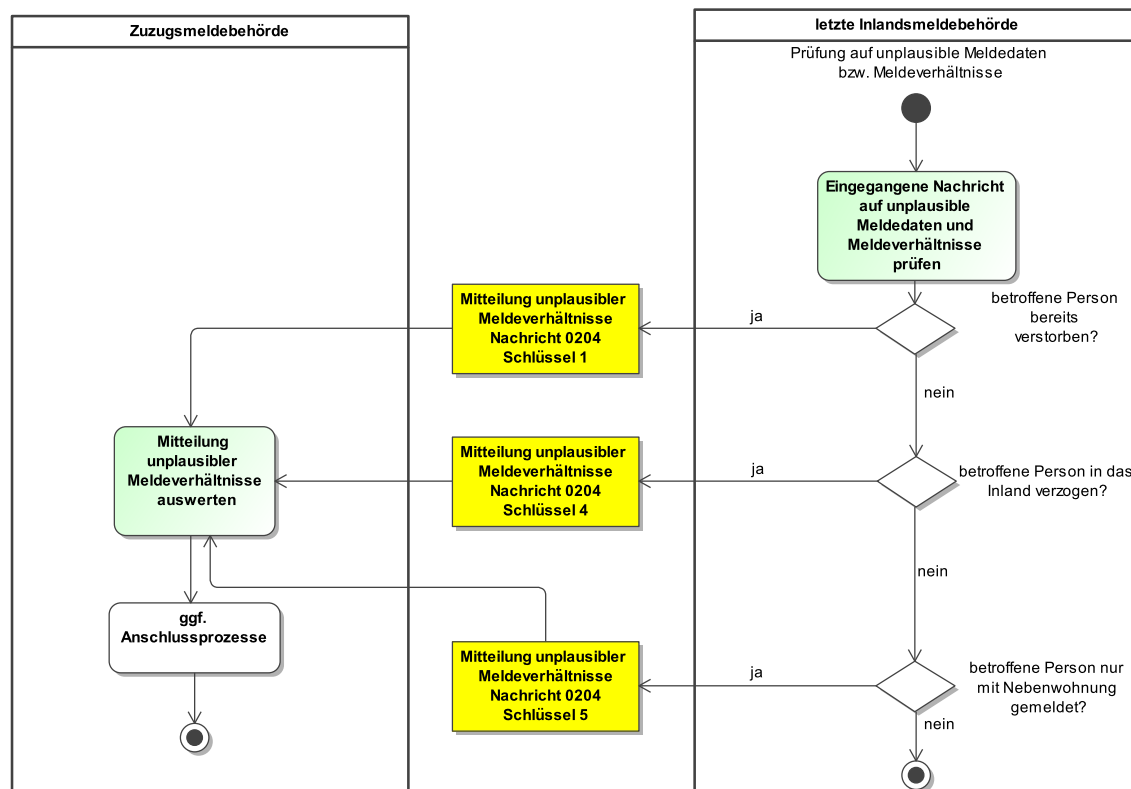 Zuzugsmeldebehörde
letzte Inlandsmeldebehörde
Prüfung auf unplausible Meldedaten
bzw. Meldeverhältnisse
Eingegangene Nachricht
auf unplausible
Meldedaten und
Meldeverhältnisse
prüfen
betroffene Person
bereits
verstorben?
ja
Mitteilung unplausibler
Meldeverhältnisse
Nachricht 0204
Schlüssel 1
nein
Mitteilung
unplausibler
Meldeverhältnisse
auswerten
Mitteilung unplausibler
Meldeverhältnisse
Nachricht 0204
Schlüssel 4
ja
betroffene Person in das
Inland verzogen?
nein
ggf.
Anschlussprozesse
Mitteilung unplausibler
Meldeverhältnisse
Nachricht 0204
Schlüssel 5
ja
betroffene Person nur
mit Nebenwohnung
gemeldet?
nein